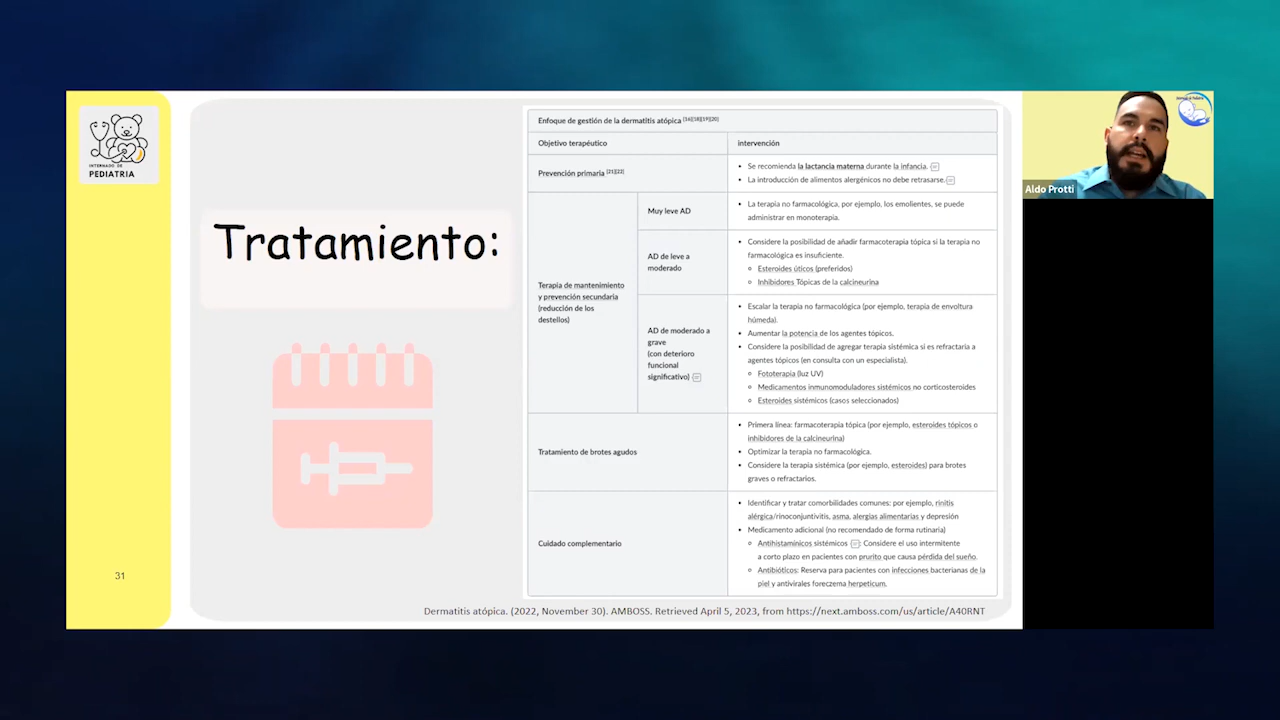 INTERNADO DE
PEDIATRIA
Tratamiento:
31
Enfoque de gestión de la dermatitis atópica [16][18][19][20]
Objetivo terapéutico
intervención
Prevención primaria [21][22]
• Se recomienda la lactancia materna durante la infancia.
• La introducción de alimentos alergénicos no debe retrasarse.
Terapia de mantenimiento
y prevención secundaria
(reducción de los
destellos)
Muy leve AD
• La terapia no farmacológica, por ejemplo, los emolientes, se puede
administrar en monoterapia.
AD de leve a
moderado
• Considere la posibilidad de añadir farmacoterapia tópica si la terapia no
farmacológica es insuficiente.
Esteroides úticos (preferidos)
Inhibidores Tópicas de la calcineurina
AD de moderado a
grave
(con deterioro
funcional
significativo)
• Escalar la terapia no farmacológica (por ejemplo, terapia de envoltura
húmeda).
• Aumentar la potencia de los agentes tópicos.
• Considere la posibilidad de agregar terapia sistémica si es refractaria a
agentes tópicos (en consulta con un especialista).
Fototerapia (luz UV)
Medicamentos inmunomoduladores sistémicos no corticosteroides
Esteroides sistémicos (casos seleccionados)
Tratamiento de brotes agudos
• Primera línea: farmacoterapia tópica (por ejemplo, esteroides tópicos o
inhibidores de la calcineurina)
• Optimizar la terapia no farmacológica.
• Considere la terapia sistémica (por ejemplo, esteroides) para brotes
graves o refractarios.
Cuidado complementario
• Identificar y tratar comorbilidades comunes: por ejemplo, rinitis
alérgica/rinoconjuntivitis, asma, alergias alimentarias y depresión
• Medicamento adicional (no recomendado de forma rutinaria)
Antihistamínicos sistémicos : Considere el uso intermitente
a corto plazo en pacientes con prurito que causa pérdida del sueño.
Antibióticos: Reserva para pacientes con infecciones bacterianas de la
piel y antivirales foreczema herpeticum.
Dermatitis atópica. (2022, November 30). AMBOSS. Retrieved April 5, 2023, from https://next.amboss.com/us/article/A40RNT
Aldo Protti